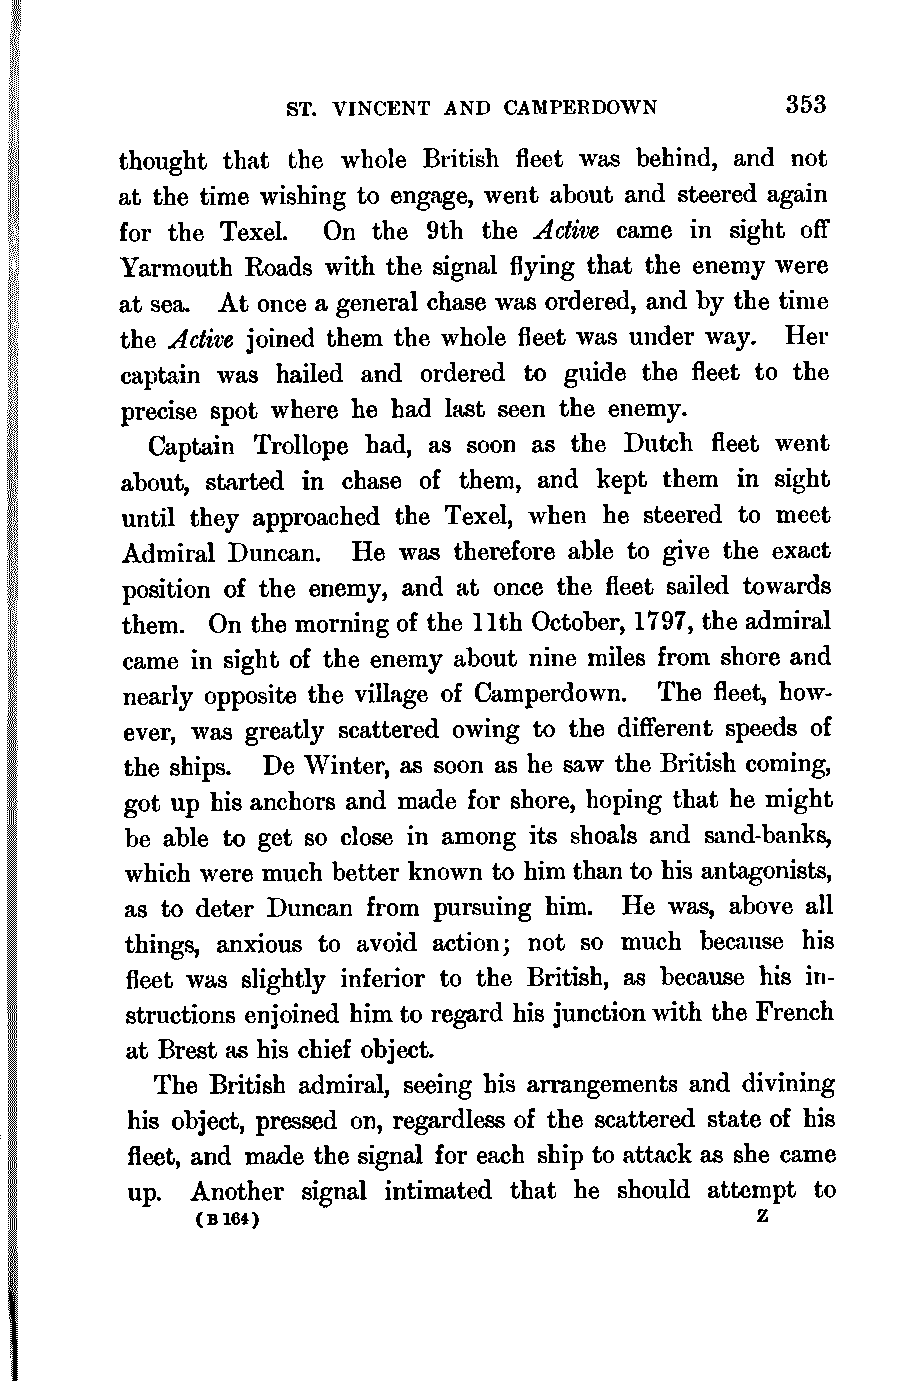 ST. VINCENT AND CAMPERDOWN 353
thought that the whole British fleet was behind, and not
at the time wishing to engage, went about and steered again
for the Texel. On the 9th the Active came in sight off
Yarmouth Roads with the signal flying that the enemy were
at sea. At once a general chase was ordered, and by the time
the Active joined them the whole fleet was under way. Her
captain was hailed and ordered to guide the fleet to the
precise spot where he had last seen the enemy.
Captain Trollope had, as soon as the Dutch fleet went
about, started in chase of them, and kept them in sight
until they approached the Texel, when he steered to meet
Admiral Duncan. He was therefore able to give the exact
position of the enemy, and at once the fleet sailed towards
them. On the morning of the 11th October, 1797, the admiral
came in sight of the enemy about nine miles from shore and
nearly opposite the village of Camperdown. The fleet, how-
ever, was greatly scattered owing to the different speeds of
the ships. De Winter, as soon as he saw the British coming,
got up his anchors and made for shore, hoping that he might
be able to get so close in among its shoals and sand-banks,
which were much better known to him than to his antagonists,
as to deter Duncan from pursuing him. He was, above all
things, anxious to avoid action; not so much because his
fleet was slightly inferior to the British, as because his in-
structions enjoined him to regard his junction with the French
at Brest as his chief object.
The British admiral, seeing his arrangements and divining
his object, pressed on, regardless of the scattered state of his
fleet, and made the signal for each ship to attack as she came
up. Another signal intimated that he should attempt to
(B 164) Z